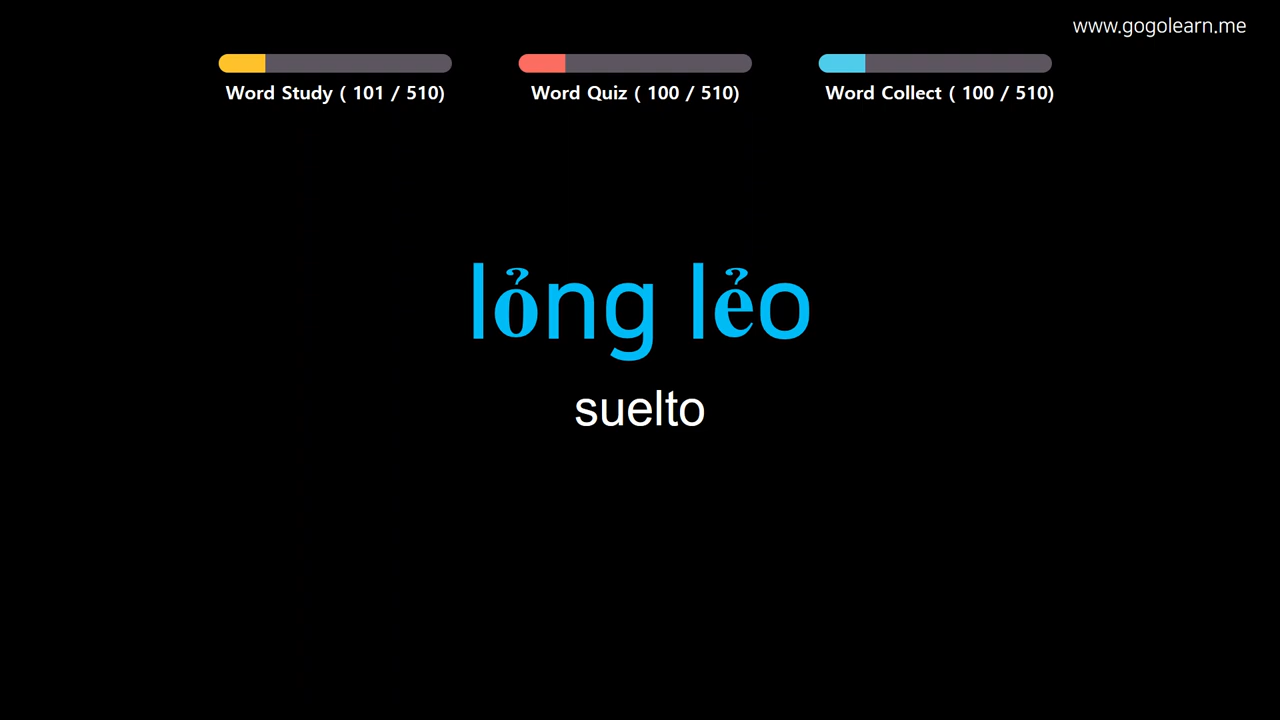 www.gogolearn.me
Word Study ( 101 / 510)
Word Quiz ( 100 / 510)
Word Collect ( 100 / 510)
lỏng lẻo
suelto